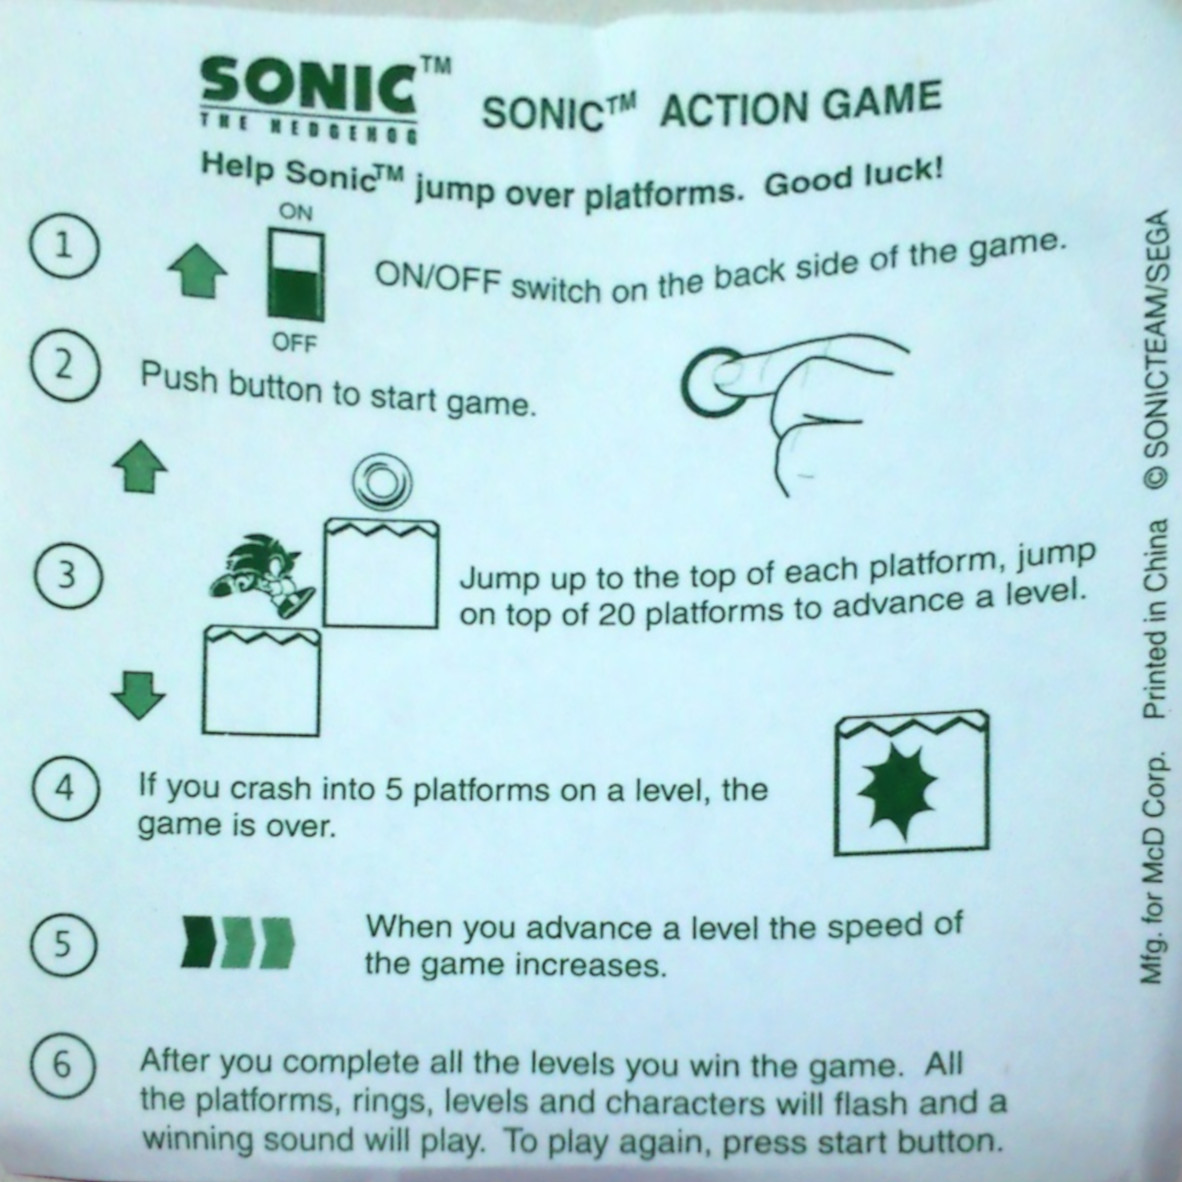 SONIC™
THE HEDGEHOG
SONIC™ ACTION GAME
Help Sonic™ jump over platforms. Good luck!
1
ON
OFF
ON/OFF switch on the back side of the game.
2
Push button to start game.
3
Jump up to the top of each platform, jump
on top of 20 platforms to advance a level.
4
If you crash into 5 platforms on a level, the
game is over.
5
When you advance a level the speed of
the game increases.
6
After you complete all the levels you win the game. All
the platforms, rings, levels and characters will flash and a
winning sound will play. To play again, press start button.
Mfg. for McD Corp. Printed in China © SONICTEAM/SEGA